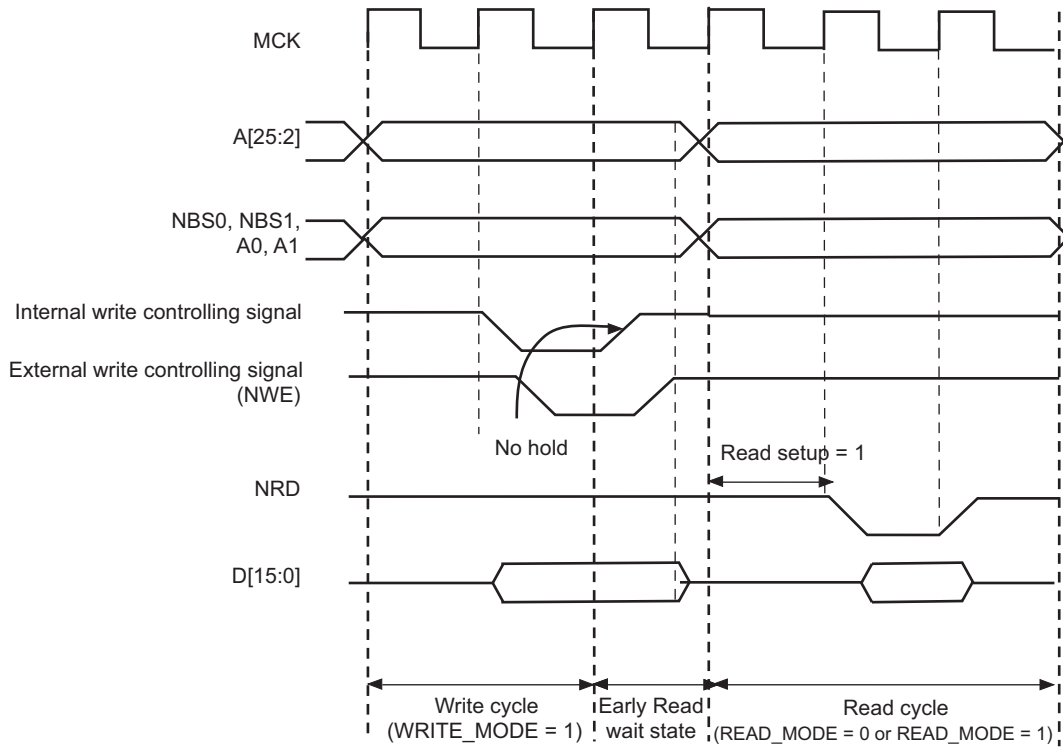 MCK
A[25:2]
NBS0, NBS1,
A0, A1
Internal write controlling signal
External write controlling signal
(NWE)
No hold
Read setup = 1
NRD
D[15:0]
Write cycle
(WRITE_MODE = 1)
Early Read
wait state
Read cycle
(READ_MODE = 0 or READ_MODE = 1)